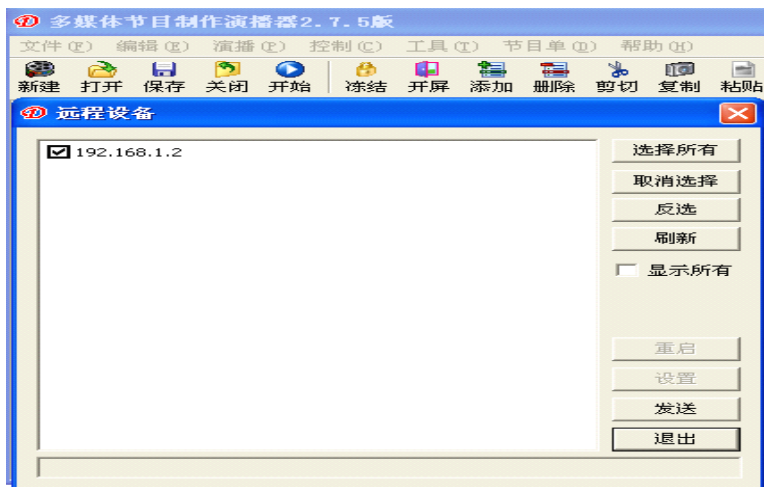 多媒体节目制作演播器2.7.5版
文件(F) 编辑(E) 演播(P) 控制(C) 工具(T) 节目单(D) 帮助(H)
新建 打开 保存 关闭 开始 冻结 开屏 添加 删除 剪切 复制 粘贴
远程设备
192.168.1.2
选择所有
取消选择
反选
刷新
显示所有
重启
设置
发送
退出